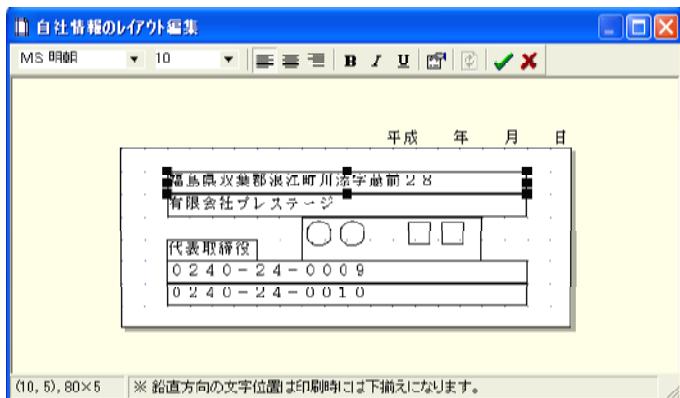 自社情報のレイアウト編集
MS 明朝 10 B I U
平成 年 月 日
福島県双葉郡浪江町川添字蔵前28
有限会社プレステージ
○○ □□
代表取締役
0240-24-0009
0240-24-0010
(10, 5), 80×5 ※ 鉛直方向の文字位置は印刷時には下揃えになります。